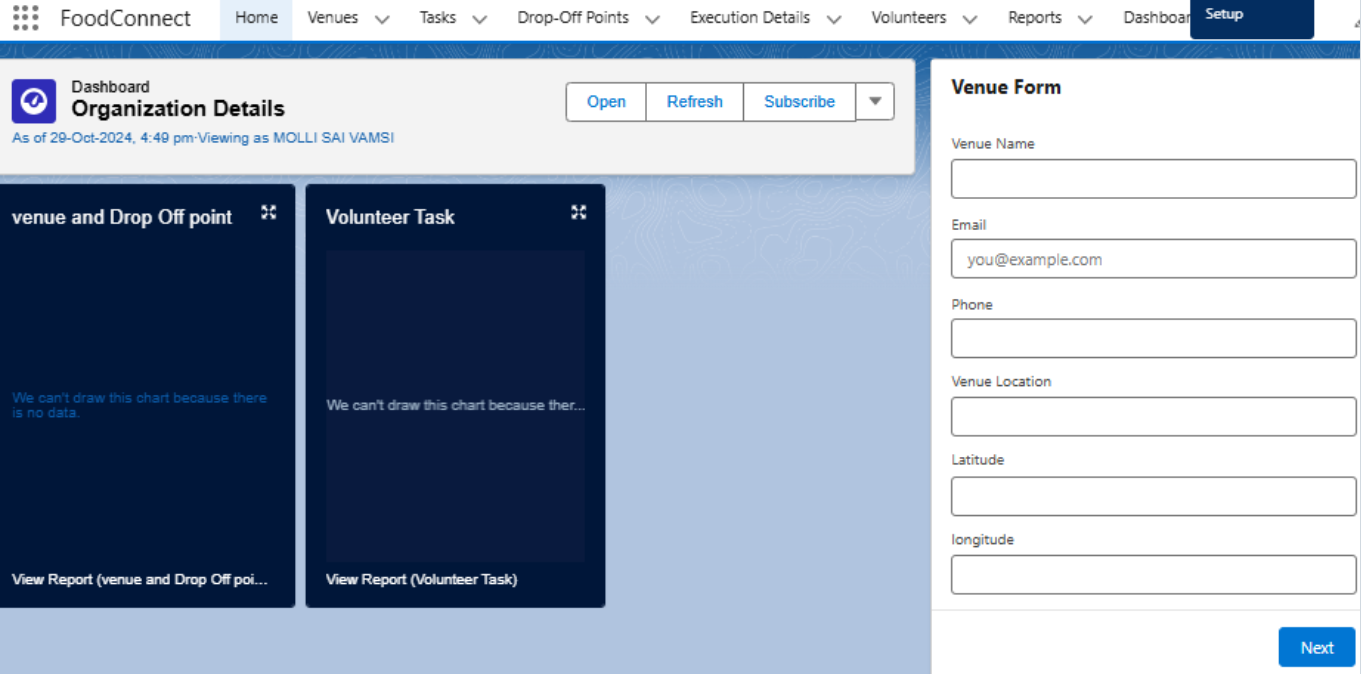 FoodConnect Home Venues Tasks Drop-Off Points Execution Details Volunteers Reports Dashboar Setup
Dashboard
Organization Details
As of 29-Oct-2024, 4:49 pm·Viewing as MOLLI SAI VAMSI
Open Refresh Subscribe
venue and Drop Off point
We can't draw this chart because there
is no data.
View Report (venue and Drop Off poi...
Volunteer Task
We can't draw this chart because ther...
View Report (Volunteer Task)
Venue Form
Venue Name
Email
you@example.com
Phone
Venue Location
Latitude
longitude
Next